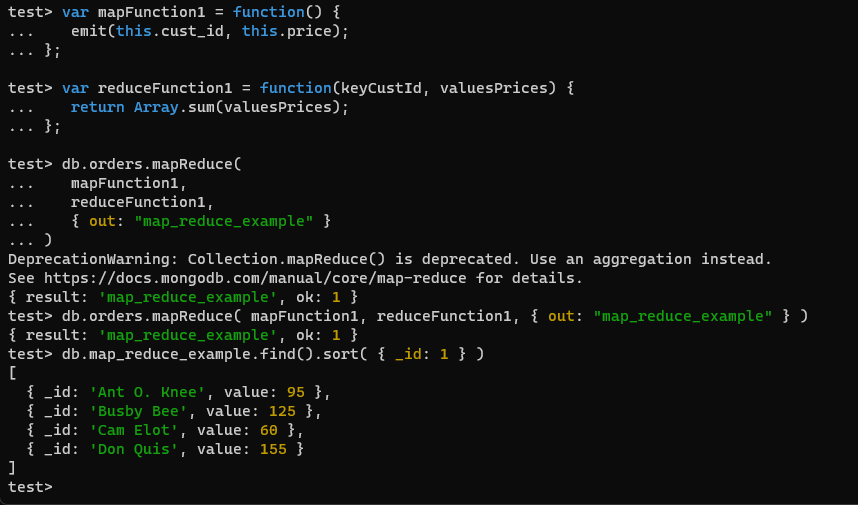 test> var mapFunction1 = function() {
...    emit(this.cust_id, this.price);
... };
test> var reduceFunction1 = function(keyCustId, valuesPrices) {
...    return Array.sum(valuesPrices);
... };
test> db.orders.mapReduce(
...    mapFunction1,
...    reduceFunction1,
...    { out: "map_reduce_example" }
... )
DeprecationWarning: Collection.mapReduce() is deprecated. Use an aggregation instead.
See https://docs.mongodb.com/manual/core/map-reduce for details.
{ result: 'map_reduce_example', ok: 1 }
test> db.orders.mapReduce( mapFunction1, reduceFunction1, { out: "map_reduce_example" } )
{ result: 'map_reduce_example', ok: 1 }
test> db.map_reduce_example.find().sort( { _id: 1 } )
[
  { _id: 'Ant O. Knee', value: 95 },
  { _id: 'Busby Bee', value: 125 },
  { _id: 'Cam Elot', value: 60 },
  { _id: 'Don Quis', value: 155 }
]
test>